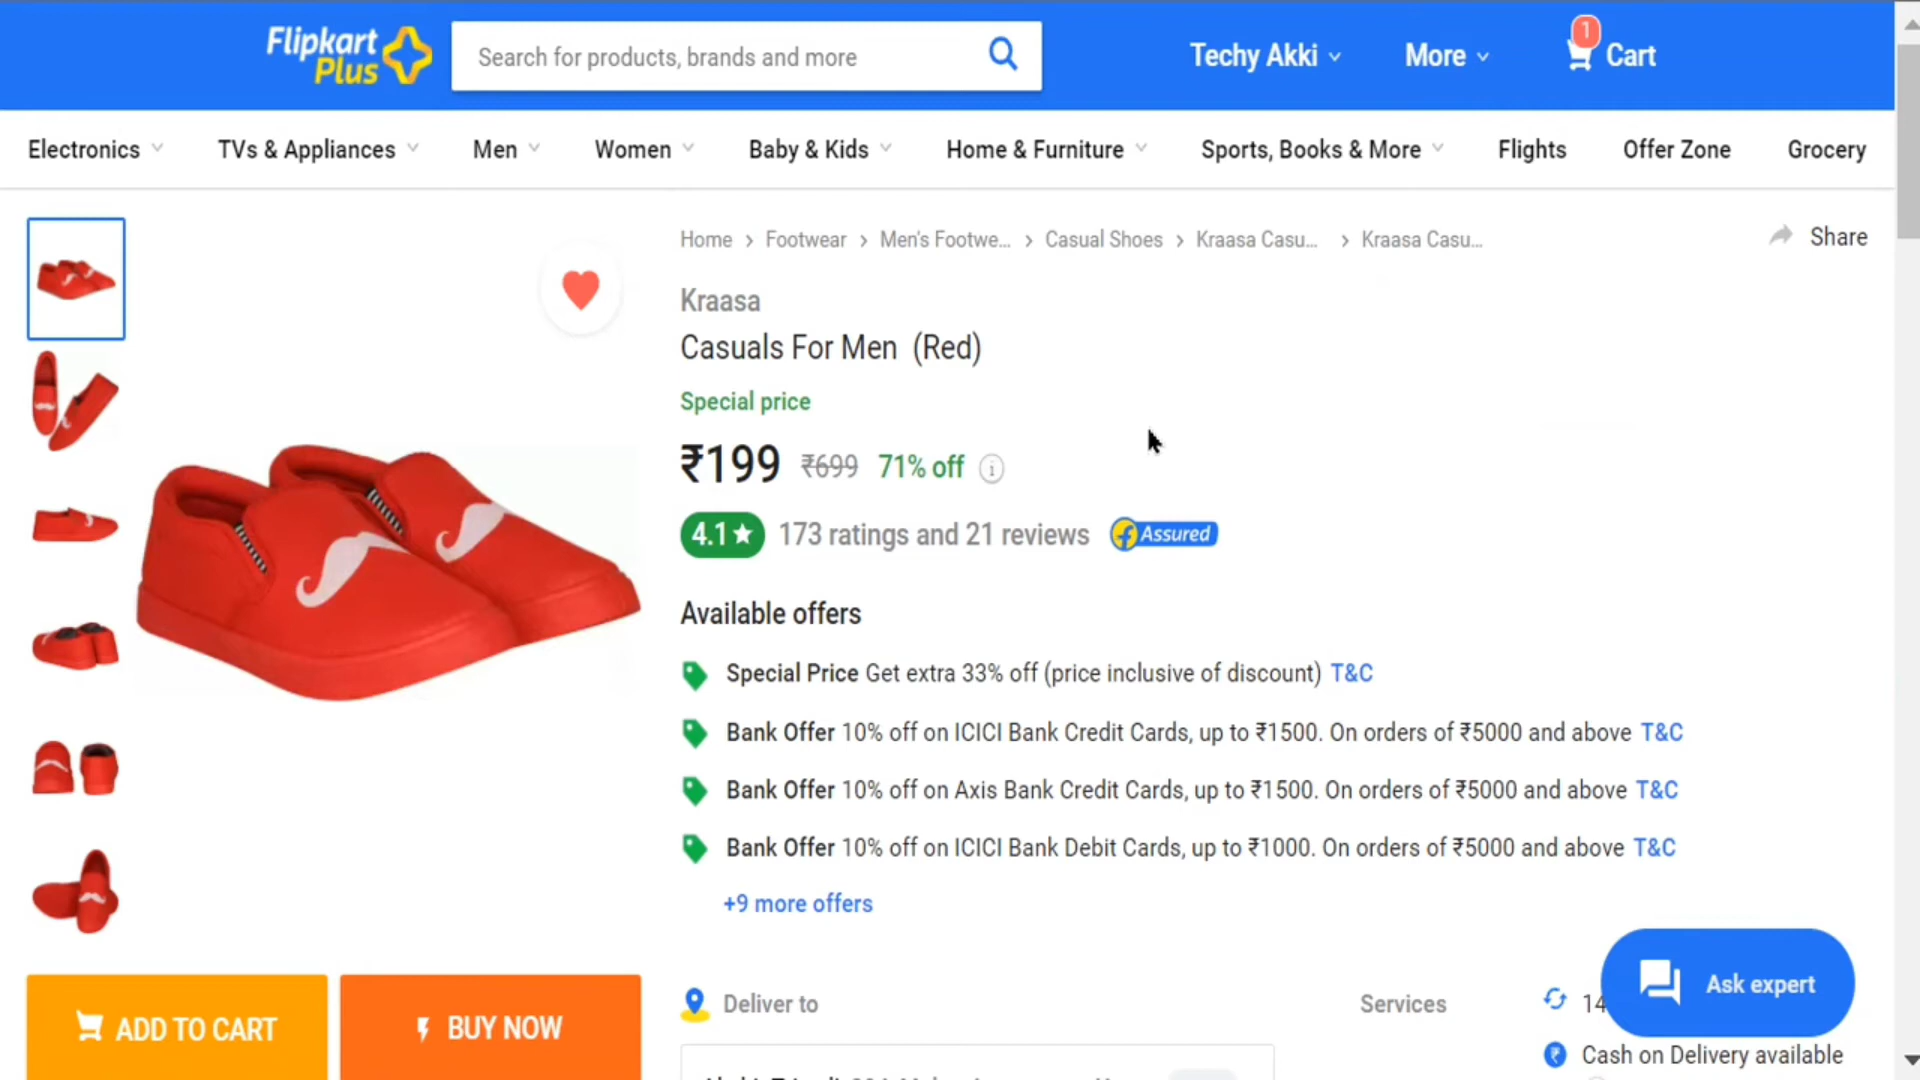 Flipkart
Plus
Search for products, brands and more
Techy Akki
More
1
Cart
Electronics
TVs & Appliances
Men
Women
Baby & Kids
Home & Furniture
Sports, Books & More
Flights
Offer Zone
Grocery
Home > Footwear > Men's Footwe... > Casual Shoes > Kraasa Casu... > Kraasa Casu...
Share
Kraasa
Casuals For Men (Red)
Special price
₹199 ₹699 71% off i
4.1★ 173 ratings and 21 reviews f Assured
Available offers
Special Price Get extra 33% off (price inclusive of discount) T&C
Bank Offer 10% off on ICICI Bank Credit Cards, up to ₹1500. On orders of ₹5000 and above T&C
Bank Offer 10% off on Axis Bank Credit Cards, up to ₹1500. On orders of ₹5000 and above T&C
Bank Offer 10% off on ICICI Bank Debit Cards, up to ₹1000. On orders of ₹5000 and above T&C
+9 more offers
ADD TO CART
BUY NOW
Deliver to
Services
14
Ask expert
₹ Cash on Delivery available